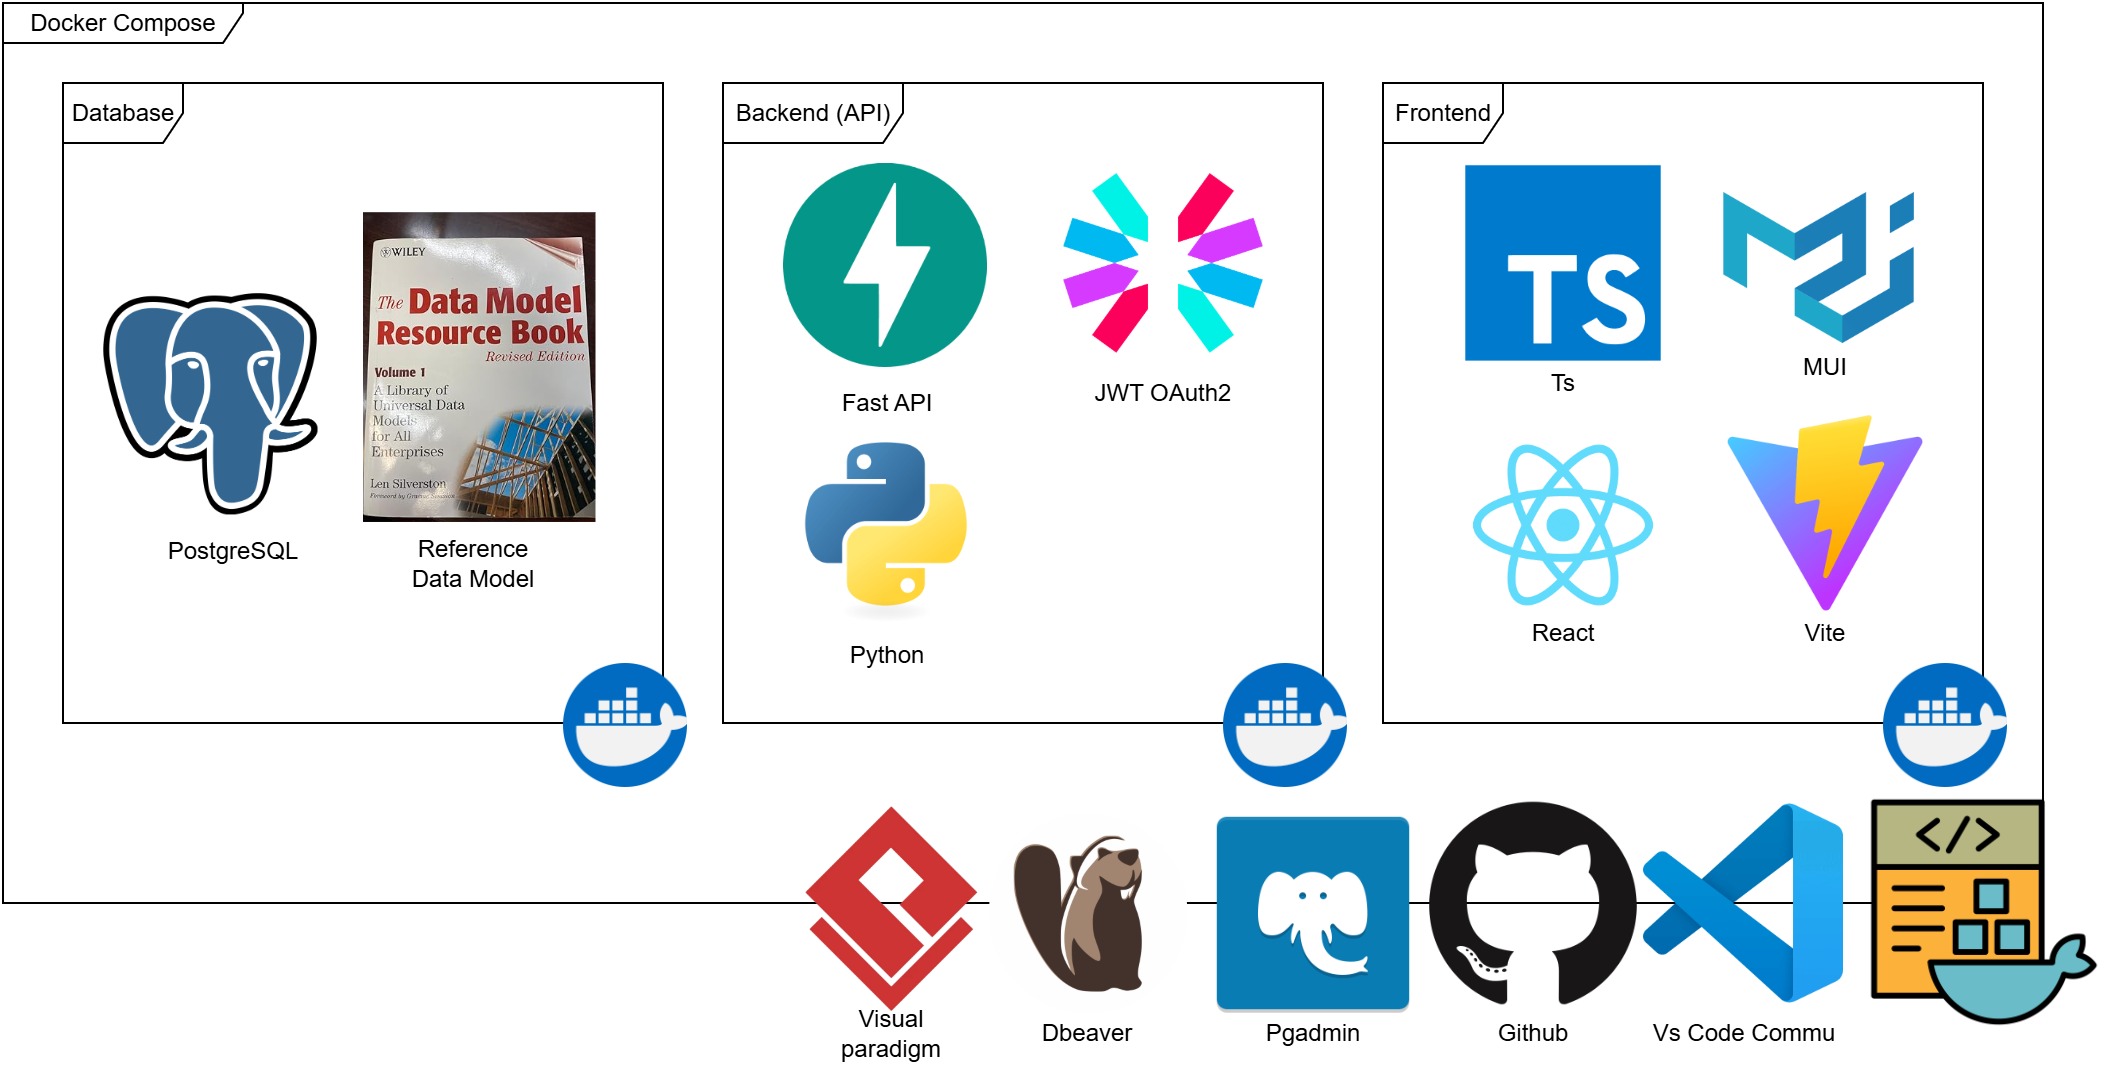 Docker Compose
Database
Backend (API)
Frontend
WILEY
The Data Model
Resource Book
Revised Edition
Volume 1
A Library of
Universal Data
Models
for All
Enterprises
Len Silverston
PostgreSQL
Reference
Data Model
Fast API
JWT OAuth2
Python
TS
Ts
MUI
React
Vite
</>
Visual
paradigm
Dbeaver
Pgadmin
Github
Vs Code Commu